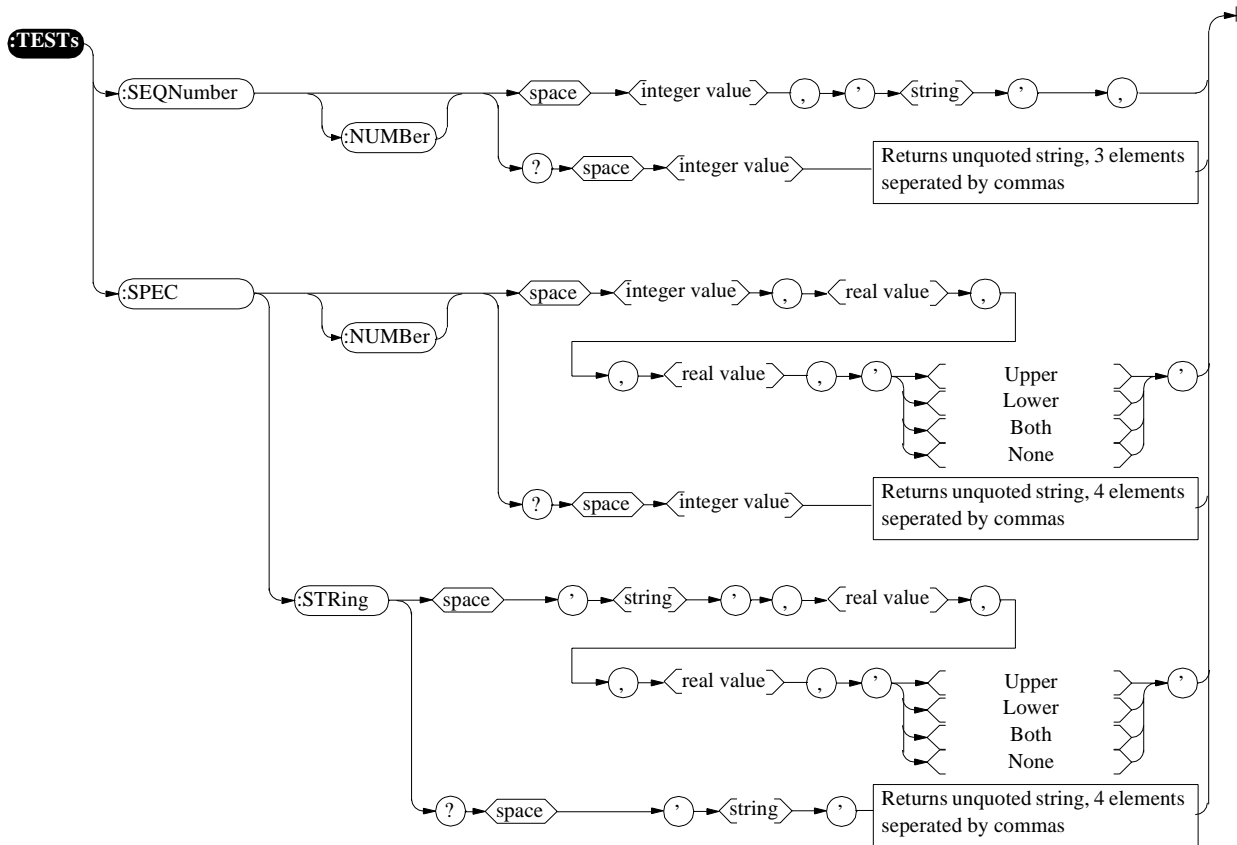 :TESTs
:SEQNumber space integer value , ’ string ’ ,
:NUMBer
? space integer value Returns unquoted string, 3 elements
seperated by commas
:SPEC space integer value , real value ,
:NUMBer
, real value , ’ Upper ’
Lower
Both
None
? space integer value Returns unquoted string, 4 elements
seperated by commas
:STRing space ’ string ’ , real value ,
, real value , ’ Upper ’
Lower
Both
None
? space ’ string ’ Returns unquoted string, 4 elements
seperated by commas